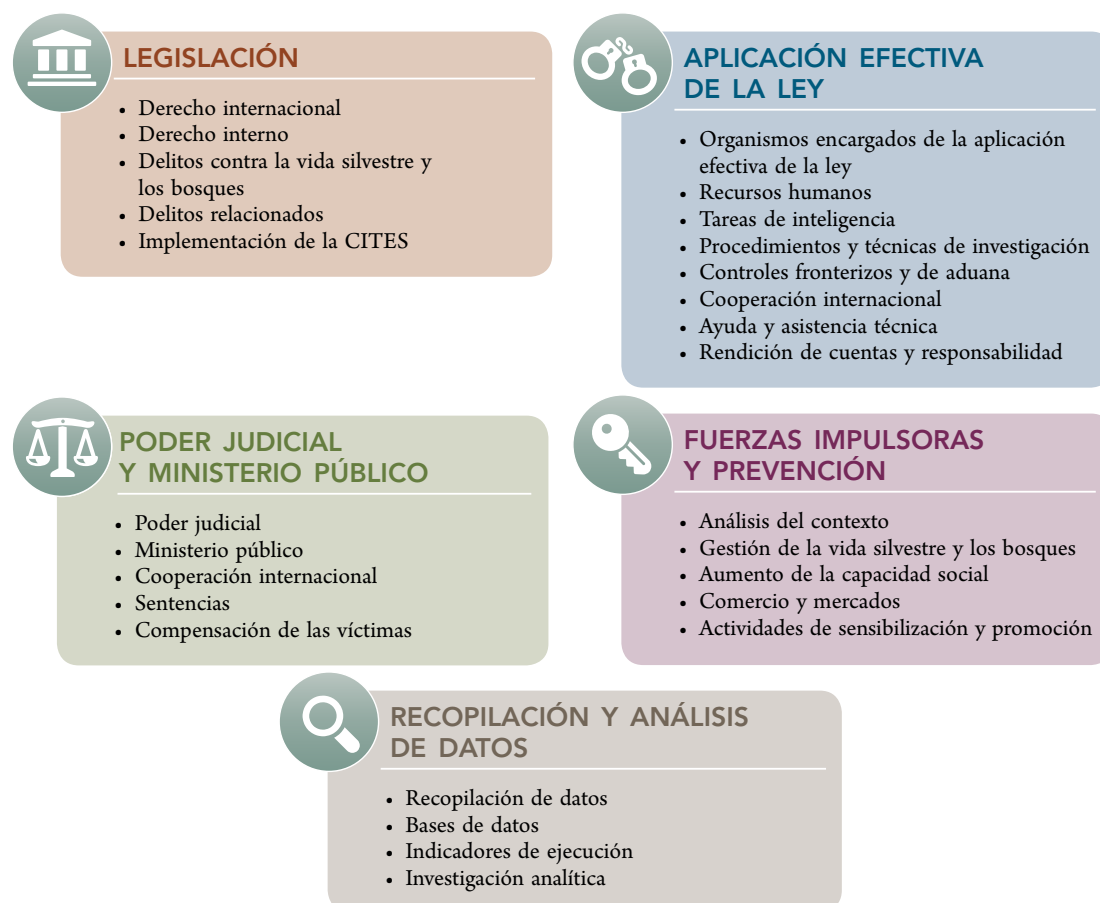 LEGISLACIÓN
• Derecho internacional
• Derecho interno
• Delitos contra la vida silvestre y
los bosques
• Delitos relacionados
• Implementación de la CITES
APLICACIÓN EFECTIVA
DE LA LEY
• Organismos encargados de la aplicación
efectiva de la ley
• Recursos humanos
• Tareas de inteligencia
• Procedimientos y técnicas de investigación
• Controles fronterizos y de aduana
• Cooperación internacional
• Ayuda y asistencia técnica
• Rendición de cuentas y responsabilidad
PODER JUDICIAL
Y MINISTERIO PÚBLICO
• Poder judicial
• Ministerio público
• Cooperación internacional
• Sentencias
• Compensación de las víctimas
FUERZAS IMPULSORAS
Y PREVENCIÓN
• Análisis del contexto
• Gestión de la vida silvestre y los bosques
• Aumento de la capacidad social
• Comercio y mercados
• Actividades de sensibilización y promoción
RECOPILACIÓN Y ANÁLISIS
DE DATOS
• Recopilación de datos
• Bases de datos
• Indicadores de ejecución
• Investigación analítica